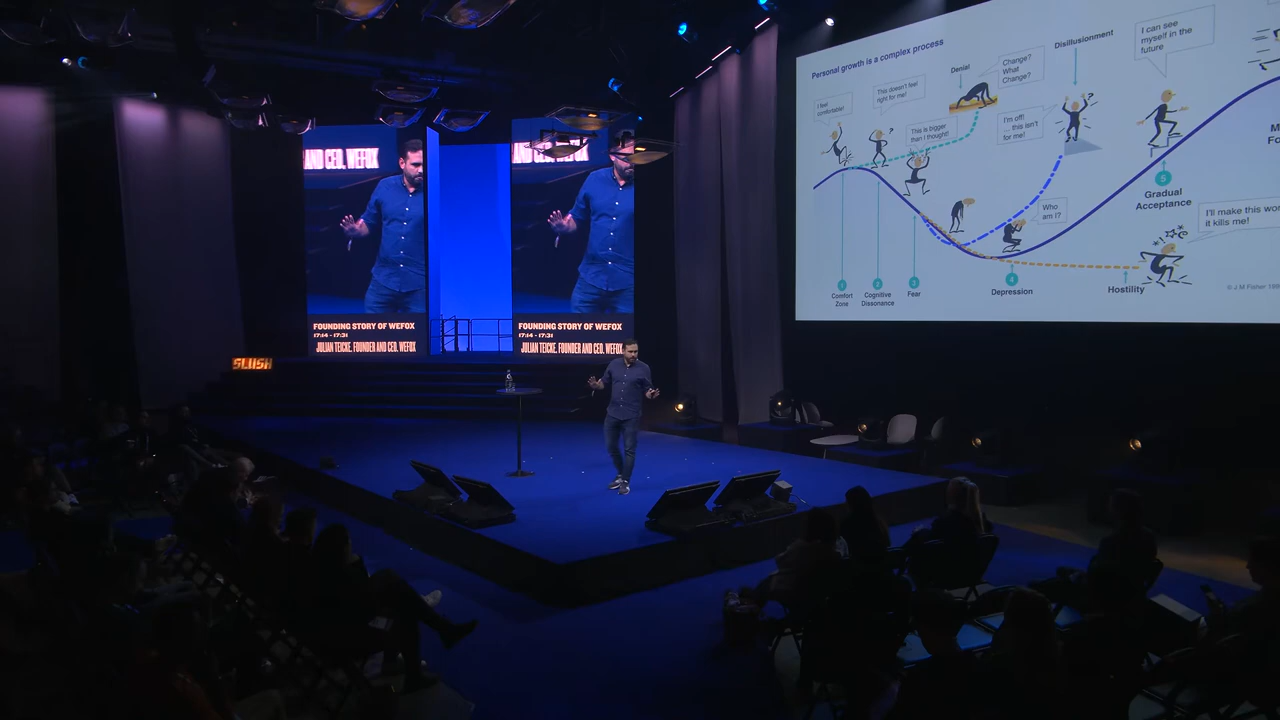 AND CEO, WEFOX
FOUNDING STORY OF WEFOX
17:14 - 17:31
JULIAN TEICKE, FOUNDER AND CEO, WEFOX
AND CEO, WEFOX
FOUNDING STORY OF WEFOX
17:14 - 17:31
JULIAN TEICKE, FOUNDER AND CEO, WEFOX
SLUSH
Personal growth is a complex process
I feel
comfortable!
This doesn't feel
right for me!
This is bigger
than I thought!
Denial
Change?
What
Change?
I'm off!
... this isn't
for me!
Disillusionment
I can see
myself in the
future
Who
am I?
1
Comfort
Zone
2
Cognitive
Dissonance
3
Fear
4
Depression
5
Gradual
Acceptance
Hostility
I'll make this wor
it kills me!
M
Fo
© J M Fisher 199